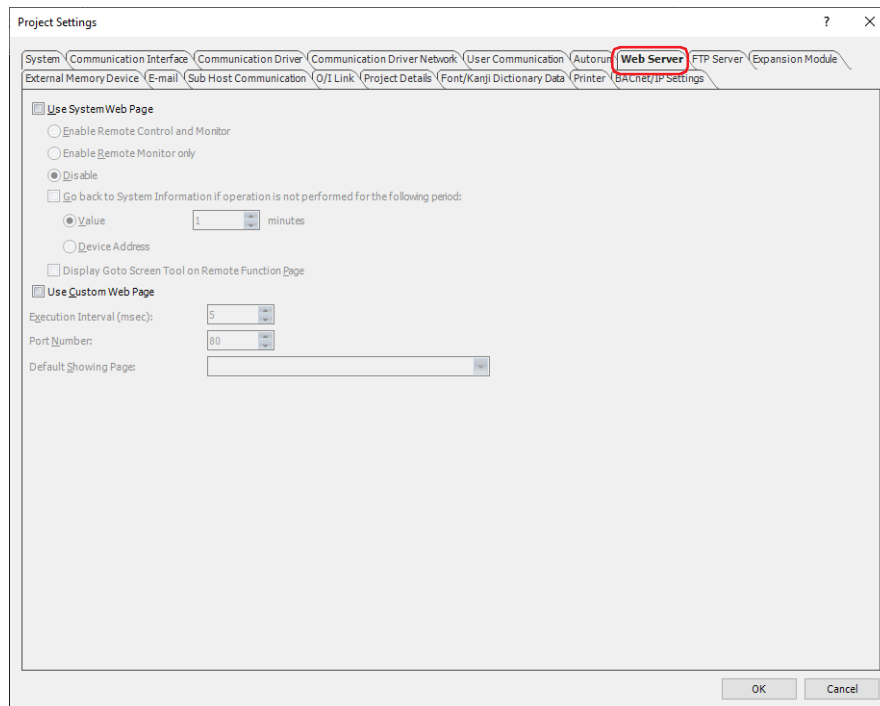 Project Settings ? ×
System Communication Interface Communication Driver Communication Driver Network User Communication Autorun Web Server FTP Server Expansion Module
External Memory Device E-mail Sub Host Communication O/I Link Project Details Font/Kanji Dictionary Data Printer BACnet/IP Settings
Use System Web Page
Enable Remote Control and Monitor
Enable Remote Monitor only
Disable
Go back to System Information if operation is not performed for the following period:
Value 1 minutes
Device Address
Display Goto Screen Tool on Remote Function Page
Use Custom Web Page
Execution Interval (msec): 5
Port Number: 80
Default Showing Page:
OK Cancel